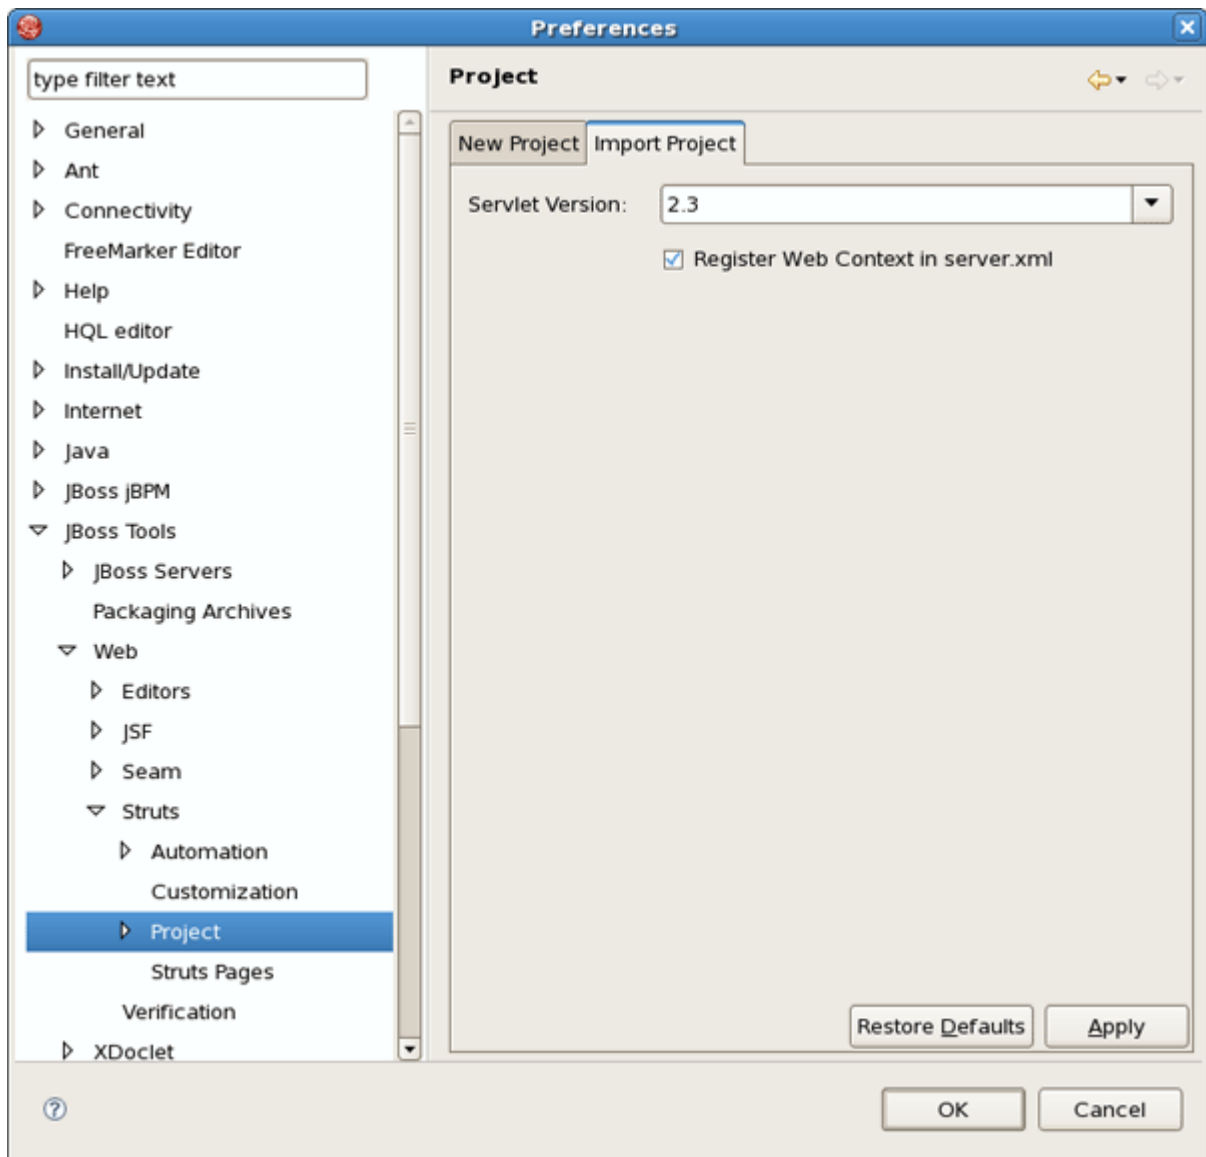 Preferences
type filter text
General
Ant
Connectivity
FreeMarker Editor
Help
HQL editor
Install/Update
Internet
Java
JBoss jBPM
JBoss Tools
JBoss Servers
Packaging Archives
Web
Editors
JSF
Seam
Struts
Automation
Customization
Project
Struts Pages
Verification
XDoclet
Project
New Project Import Project
Servlet Version: 2.3
Register Web Context in server.xml
Restore Defaults Apply
OK Cancel